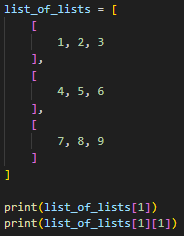 list_of_lists = [
    [
        1, 2, 3
    ],
    [
        4, 5, 6
    ],
    [
        7, 8, 9
    ]
]

print(list_of_lists[1])
print(list_of_lists[1][1])